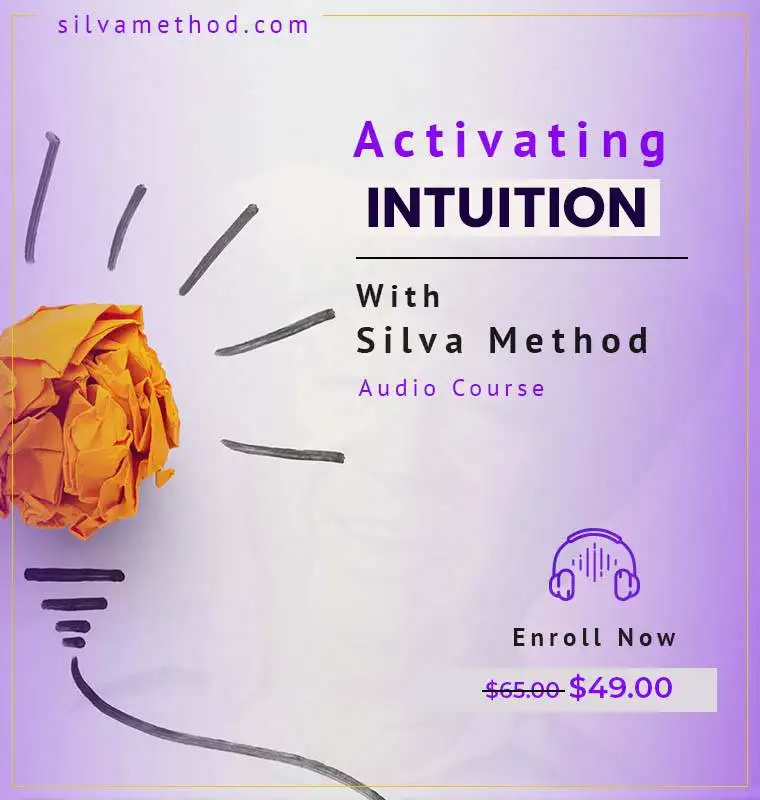 silvamethod.com
Activating
INTUITION
With
Silva Method
Audio Course
Enroll Now
$65.00 $49.00